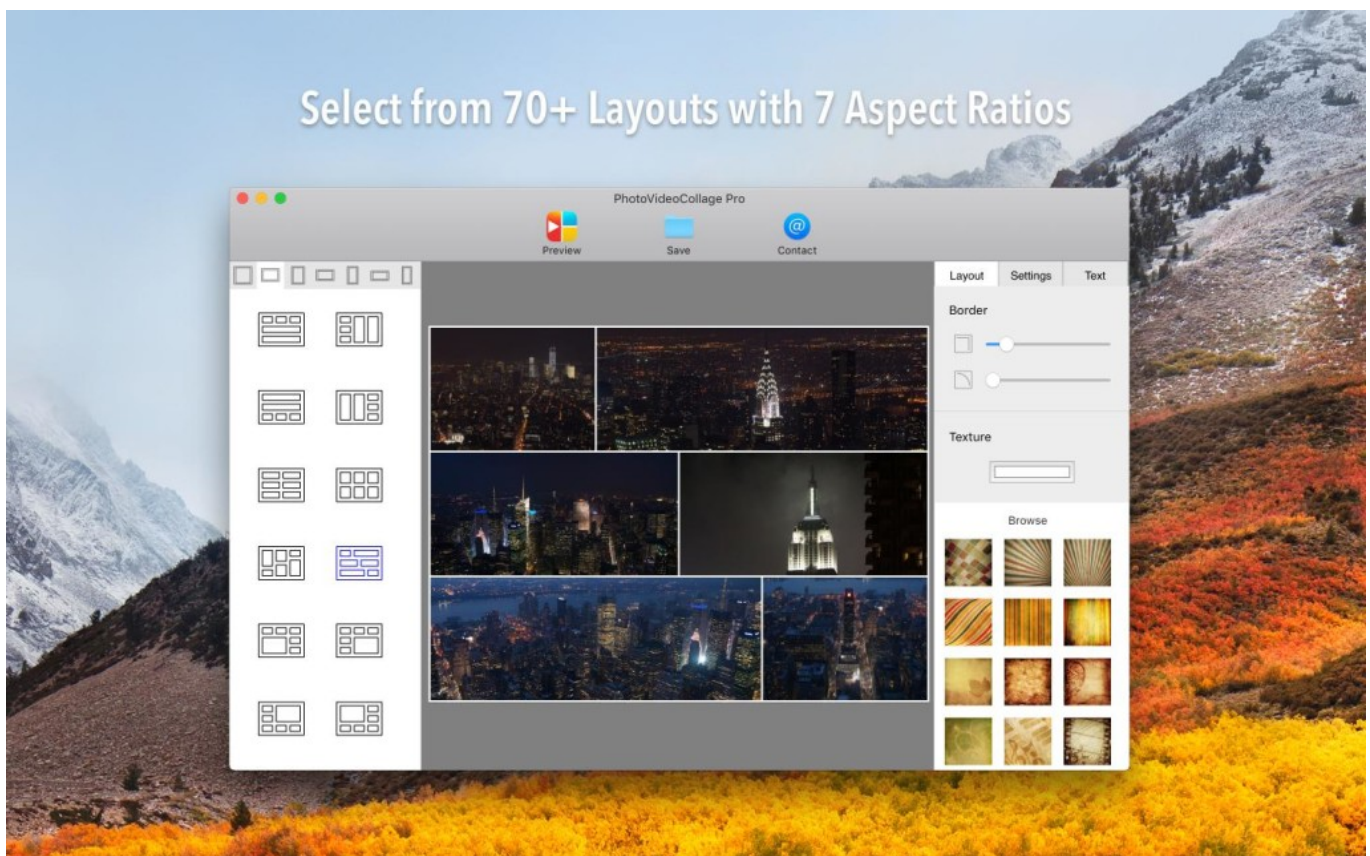 Select from 70+ Layouts with 7 Aspect Ratios
PhotoVideoCollage Pro
Preview Save Contact
Layout Settings Text
Border
Texture
Browse